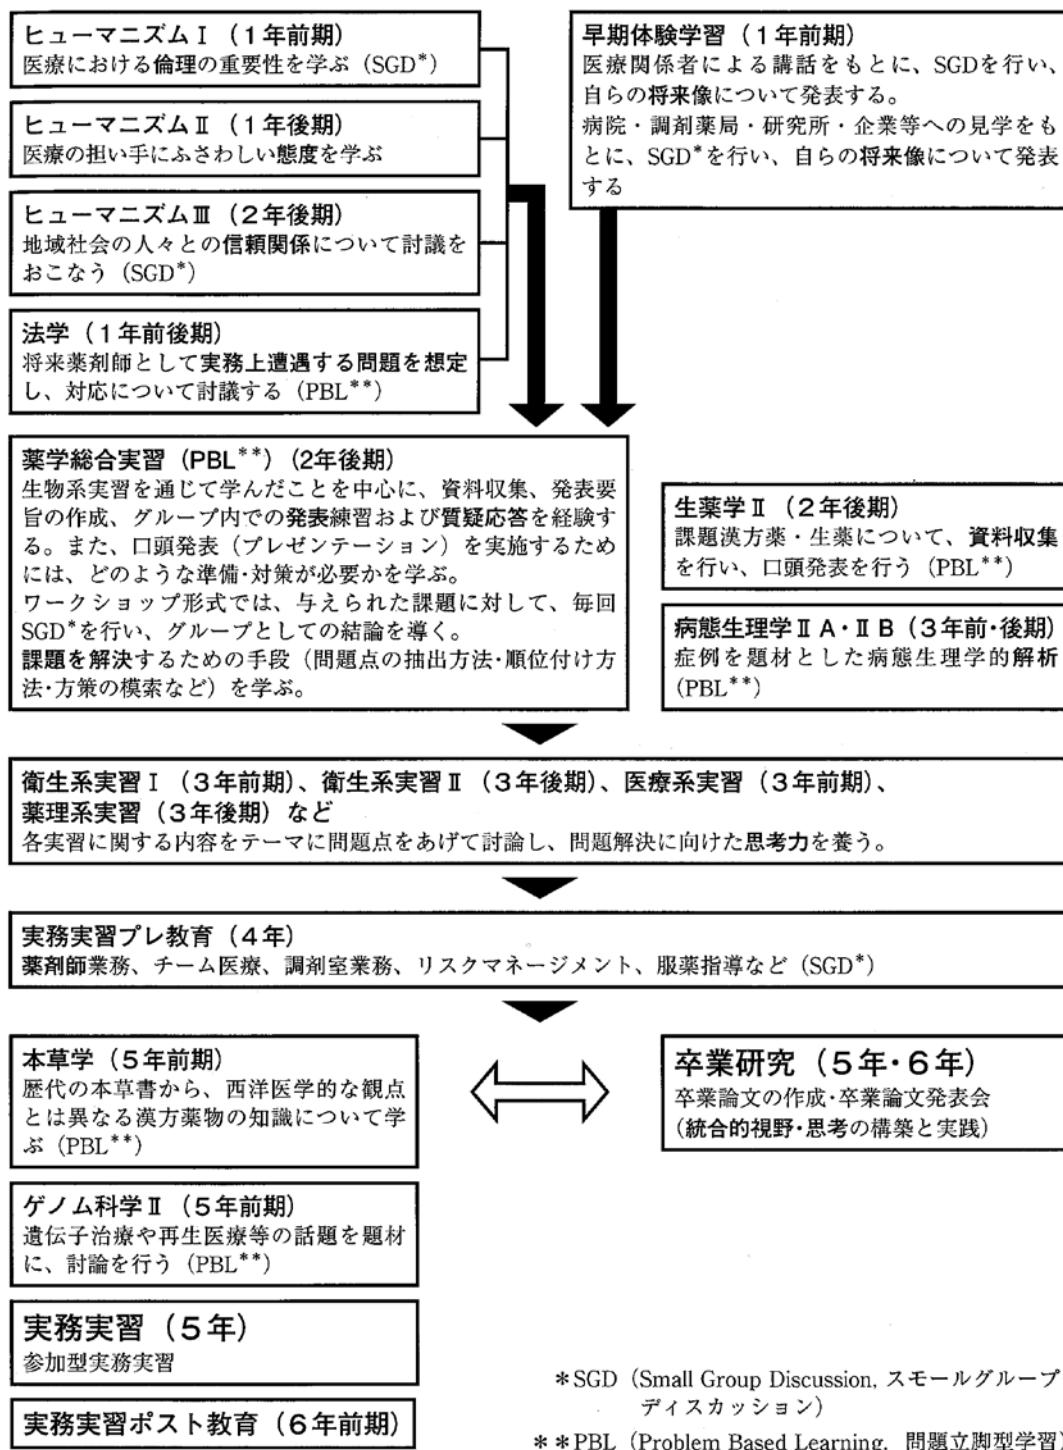 ヒューマニズムⅠ（1年前期）
医療における倫理の重要性を学ぶ（SGD*）
ヒューマニズムⅡ（1年後期）
医療の担い手にふさわしい態度を学ぶ
ヒューマニズムⅢ（2年後期）
地域社会の人々との信頼関係について討議を
おこなう（SGD*）
法学（1年前後期）
将来薬剤師として実務上遭遇する問題を想定
し、対応について討議する（PBL**）
早期体験学習（1年前期）
医療関係者による講話をもとに、SGDを行い、
自らの将来像について発表する。
病院・調剤薬局・研究所・企業等への見学をも
とに、SGD*を行い、自らの将来像について発表
する
薬学総合実習（PBL**）（2年後期）
生物系実習を通じて学んだことを中心に、資料収集、発表要
旨の作成、グループ内での発表練習および質疑応答を経験す
る。また、口頭発表（プレゼンテーション）を実施するため
には、どのような準備・対策が必要かを学ぶ。
ワークショップ形式では、与えられた課題に対して、毎回
SGD*を行い、グループとしての結論を導く。
課題を解決するための手段（問題点の抽出方法・順位付け方
法・方策の模索など）を学ぶ。
生薬学Ⅱ（2年後期）
課題漢方薬・生薬について、資料収集
を行い、口頭発表を行う（PBL**）
病態生理学ⅡA・ⅡB（3年前・後期）
症例を題材とした病態生理学的解析
（PBL**）
衛生系実習Ⅰ（3年前期）、衛生系実習Ⅱ（3年後期）、医療系実習（3年前期）、
薬理系実習（3年後期）など
各実習に関する内容をテーマに問題点をあげて討論し、問題解決に向けた思考力を養う。
実務実習プレ教育（4年）
薬剤師業務、チーム医療、調剤室業務、リスクマネージメント、服薬指導など（SGD*）
本草学（5年前期）
歴代の本草書から、西洋医学的な観点
とは異なる漢方薬物の知識について学
ぶ（PBL**）
卒業研究（5年・6年）
卒業論文の作成・卒業論文発表会
（統合的視野・思考の構築と実践）
ゲノム科学Ⅱ（5年前期）
遺伝子治療や再生医療等の話題を題材
に、討論を行う（PBL**）
実務実習（5年）
参加型実務実習
実務実習ポスト教育（6年前期）
*SGD（Small Group Discussion, スモールグループ
ディスカッション）
**PBL（Problem Based Learning, 問題立脚型学習